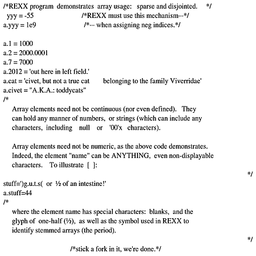 /*REXX program demonstrates array usage: sparse and disjointed. */
yyy = -55 /*REXX must use this mechanism--*/
a.yyy = 1e9 /*-- when assigning neg indices.*/
a.1 = 1000
a.2 = 2000.0001
a.7 = 7000
a.2012 = 'out here in left field.'
a.cat = 'civet, but not a true cat belonging to the family Viverridae'
a.civet = "A.K.A.: toddycats"
/*
Array elements need not be continuous (nor even defined). They
can hold any manner of numbers, or strings (which can include any
characters, including null or '00'x characters).
Array elements need not be numeric, as the above code demonstrates.
Indeed, the element "name" can be ANYTHING, even non-displayable
characters. To illustrate [ ]:
*/
stuff=')g.u.t.s( or ½ of an intestine!'
a.stuff=44
/*
where the element name has special characters: blanks, and the
glyph of one-half (½), as well as the symbol used in REXX to
identify stemmed arrays (the period).
*/
/*stick a fork in it, we're done.*/